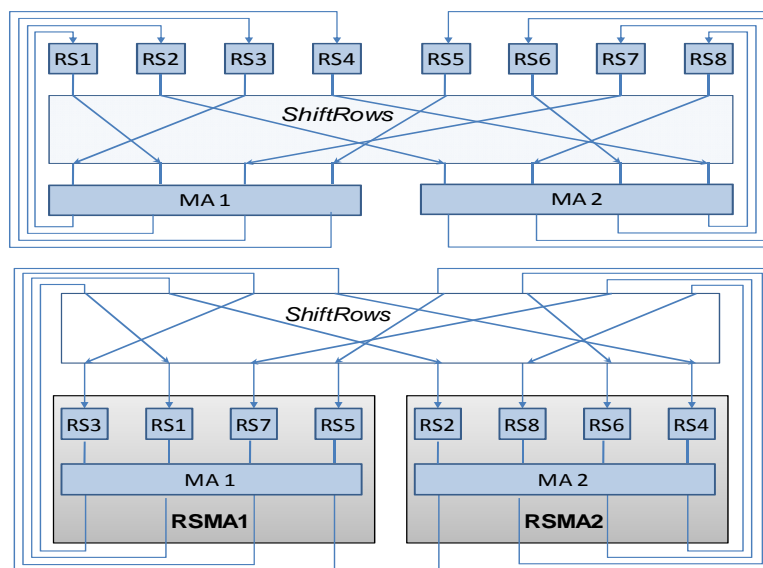 RS1 RS2 RS3 RS4 RS5 RS6 RS7 RS8
ShiftRows
MA 1 MA 2
ShiftRows
RS3 RS1 RS7 RS5 RS2 RS8 RS6 RS4
MA 1 MA 2
RSMA1 RSMA2